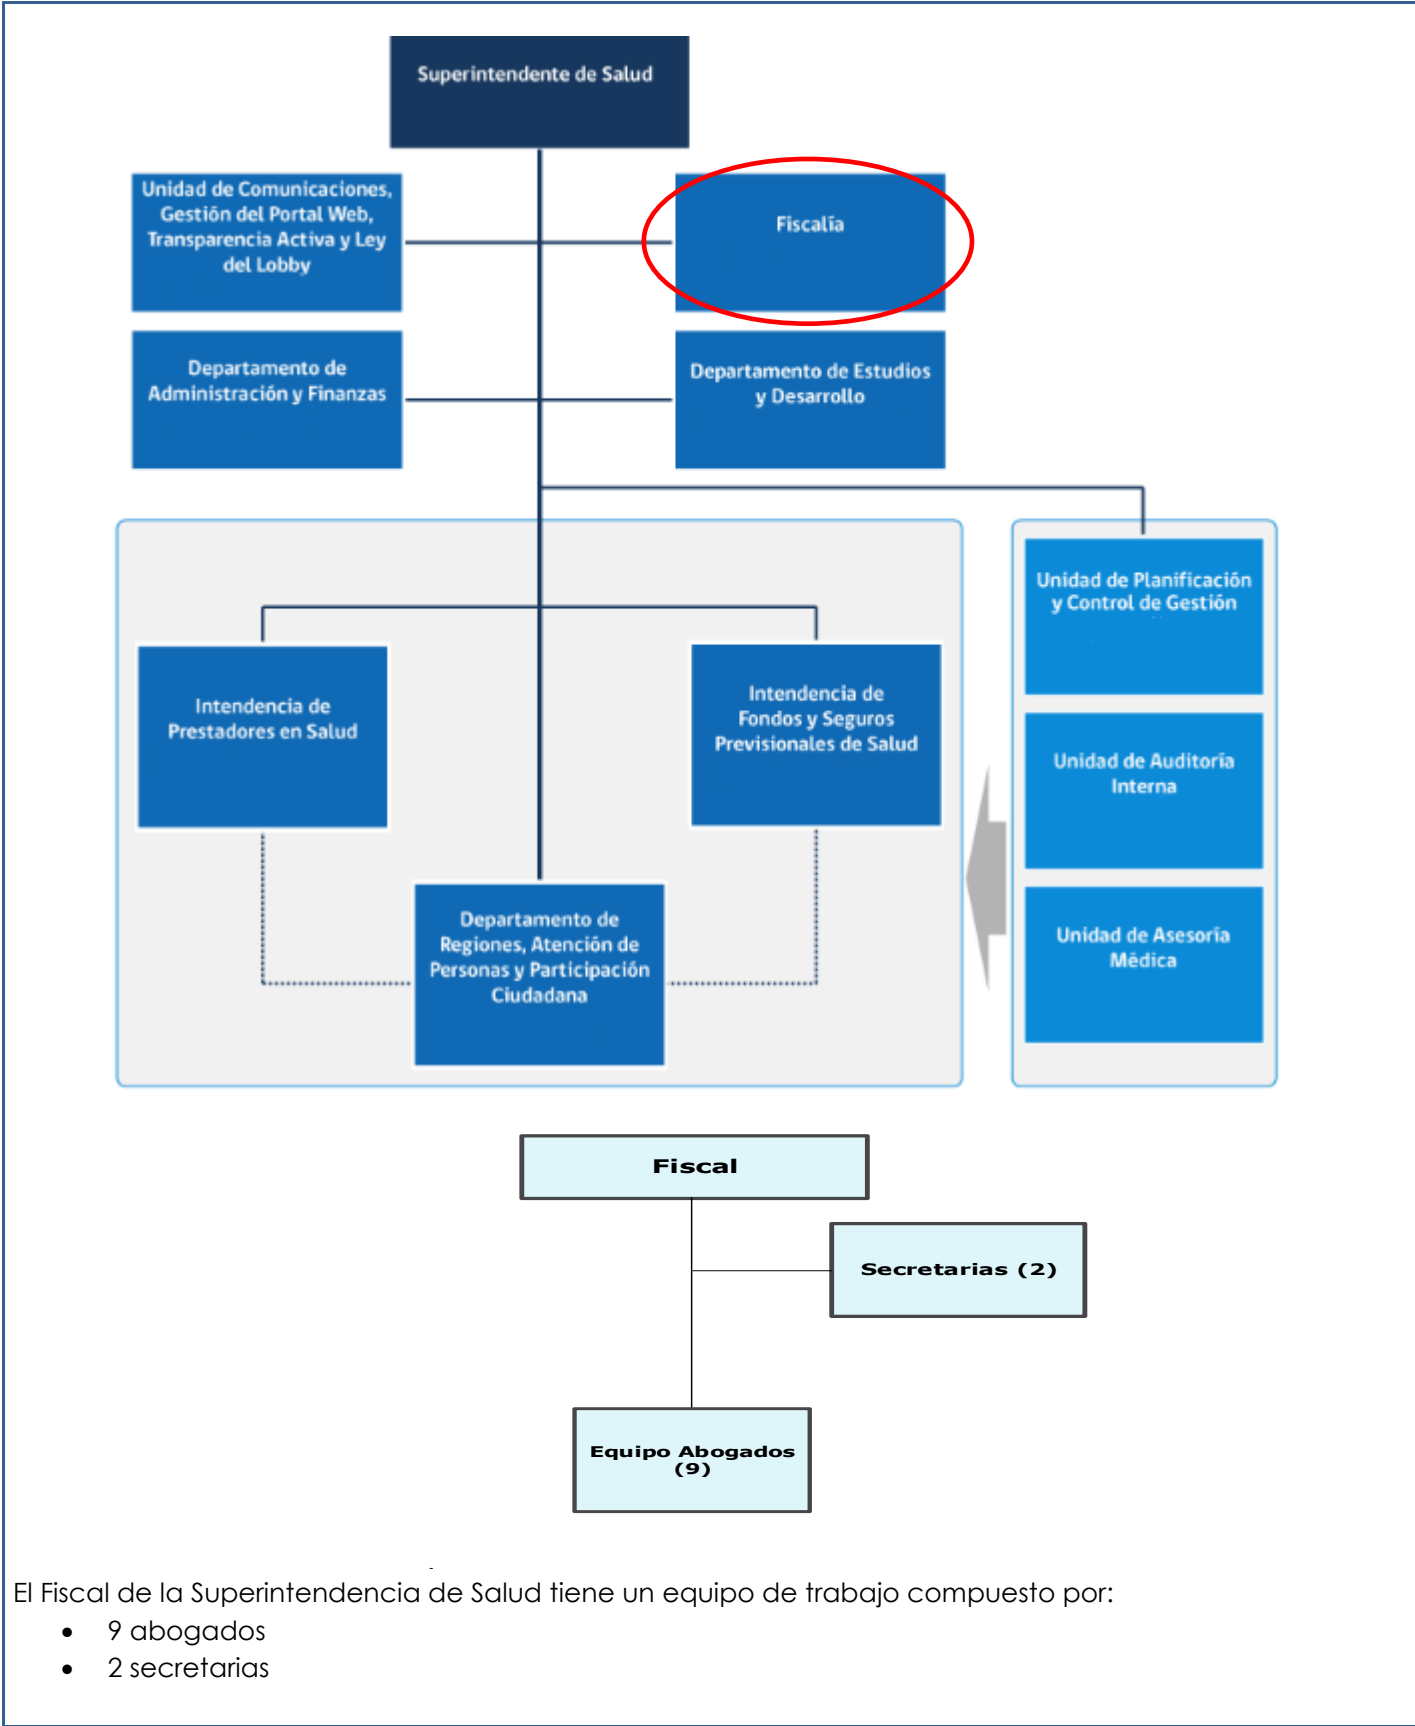 Superintendente de Salud
Unidad de Comunicaciones,
Gestión del Portal Web,
Transparencia Activa y Ley
del Lobby
Fiscalía
Departamento de
Administración y Finanzas
Departamento de Estudios
y Desarrollo
Unidad de Planificación
y Control de Gestión
Intendencia de
Prestadores en Salud
Intendencia de
Fondos y Seguros
Previsionales de Salud
Unidad de Auditoría
Interna
Departamento de
Regiones, Atención de
Personas y Participación
Ciudadana
Unidad de Asesoría
Médica
Fiscal
Secretarias (2)
Equipo Abogados
(9)
El Fiscal de la Superintendencia de Salud tiene un equipo de trabajo compuesto por:
• 9 abogados
• 2 secretarias